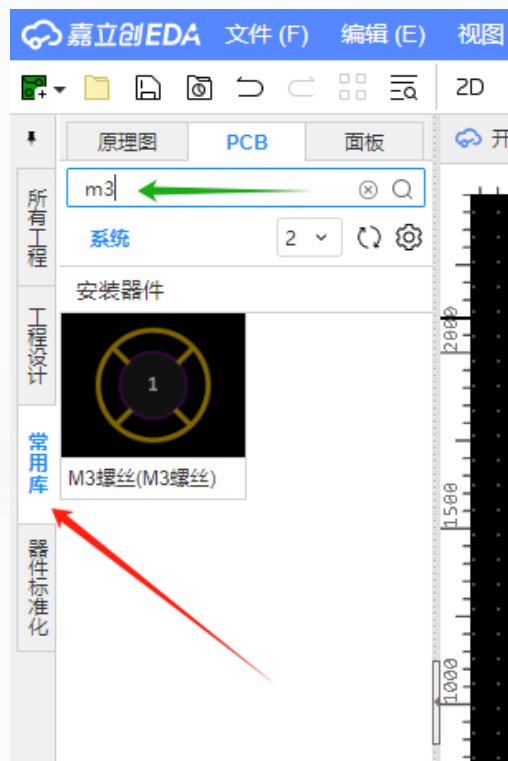 嘉立创EDA 文件 (F) 编辑 (E) 视图
2D
原理图 PCB 面板 开
m3
所有工程
系统 2
安装器件
工程设计
1
M3螺丝(M3螺丝)
常用库
器件标准化
2000
1500
1000